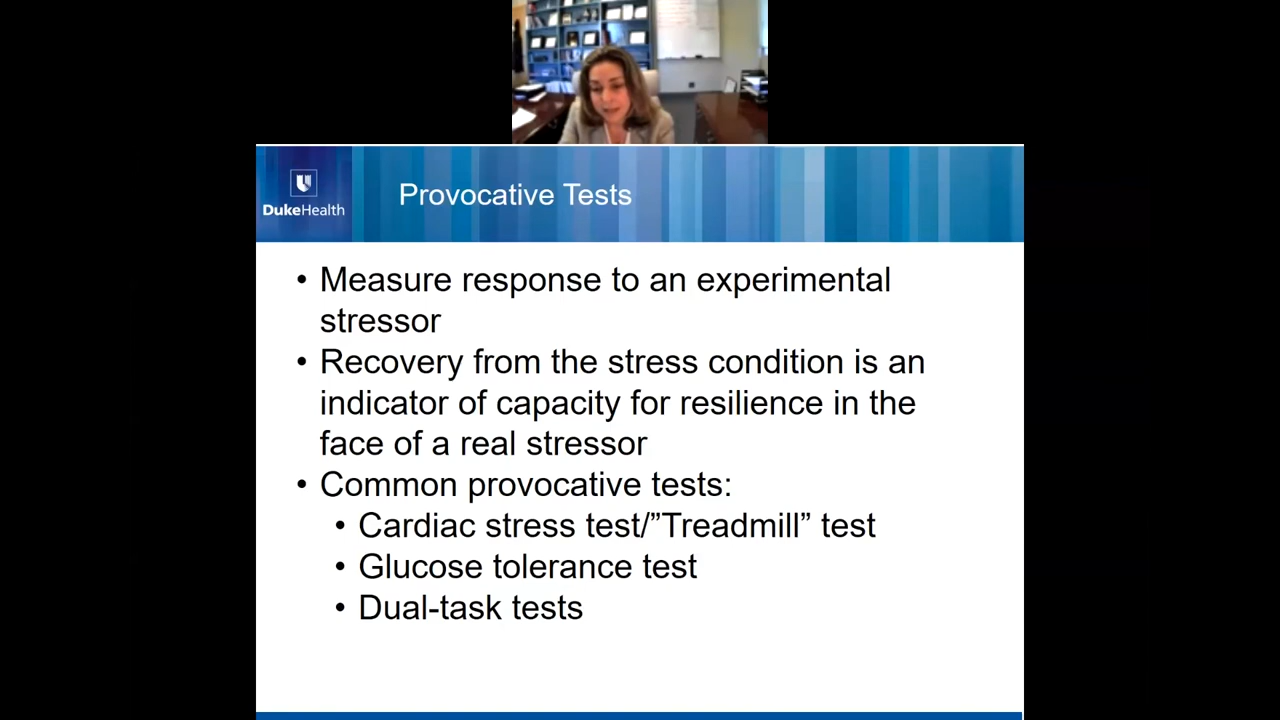 DukeHealth
Provocative Tests
• Measure response to an experimental
stressor
• Recovery from the stress condition is an
indicator of capacity for resilience in the
face of a real stressor
• Common provocative tests:
• Cardiac stress test/”Treadmill” test
• Glucose tolerance test
• Dual-task tests